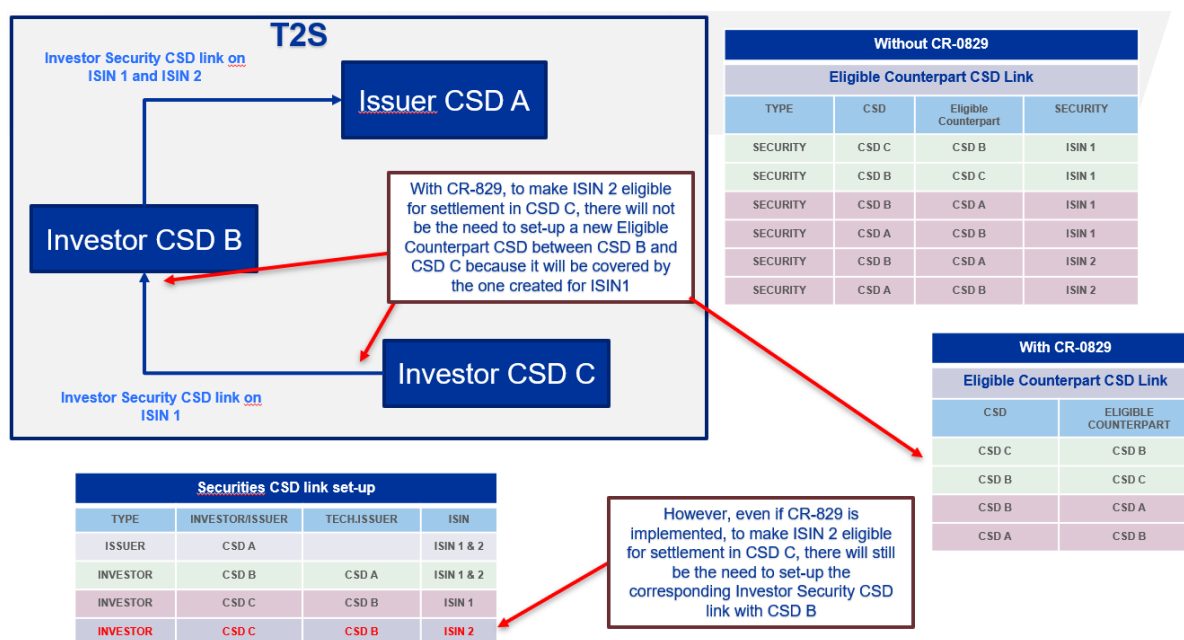 T2S
Investor Security CSD link on
ISIN 1 and ISIN 2
Issuer CSD A
With CR-829, to make ISIN 2 eligible
for settlement in CSD C, there will not
be the need to set-up a new Eligible
Counterpart CSD between CSD B and
CSD C because it will be covered by
the one created for ISIN1
Investor CSD B
Investor CSD C
Investor Security CSD link on
ISIN 1
Without CR-0829
Eligible Counterpart CSD Link
TYPE CSD Eligible Counterpart SECURITY
SECURITY CSD C CSD B ISIN 1
SECURITY CSD B CSD C ISIN 1
SECURITY CSD B CSD A ISIN 1
SECURITY CSD A CSD B ISIN 1
SECURITY CSD B CSD A ISIN 2
SECURITY CSD A CSD B ISIN 2
With CR-0829
Eligible Counterpart CSD Link
CSD ELIGIBLE COUNTERPART
CSD C CSD B
CSD B CSD C
CSD B CSD A
CSD A CSD B
Securities CSD link set-up
TYPE INVESTOR/ISSUER TECH.ISSUER ISIN
ISSUER CSD A ISIN 1 & 2
INVESTOR CSD B CSD A ISIN 1 & 2
INVESTOR CSD C CSD B ISIN 1
INVESTOR CSD C CSD B ISIN 2
However, even if CR-829 is
implemented, to make ISIN 2 eligible
for settlement in CSD C, there will still
be the need to set-up the
corresponding Investor Security CSD
link with CSD B